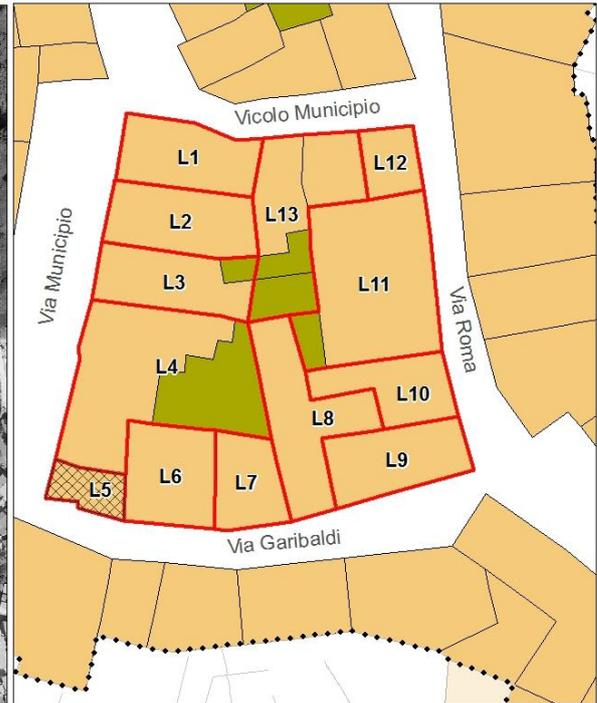 Vicolo Municipio
L1
L12
L2
L13
Via Municipio
L3
L11
Via Roma
L4
L10
L8
L9
L6
L7
L5
Via Garibaldi